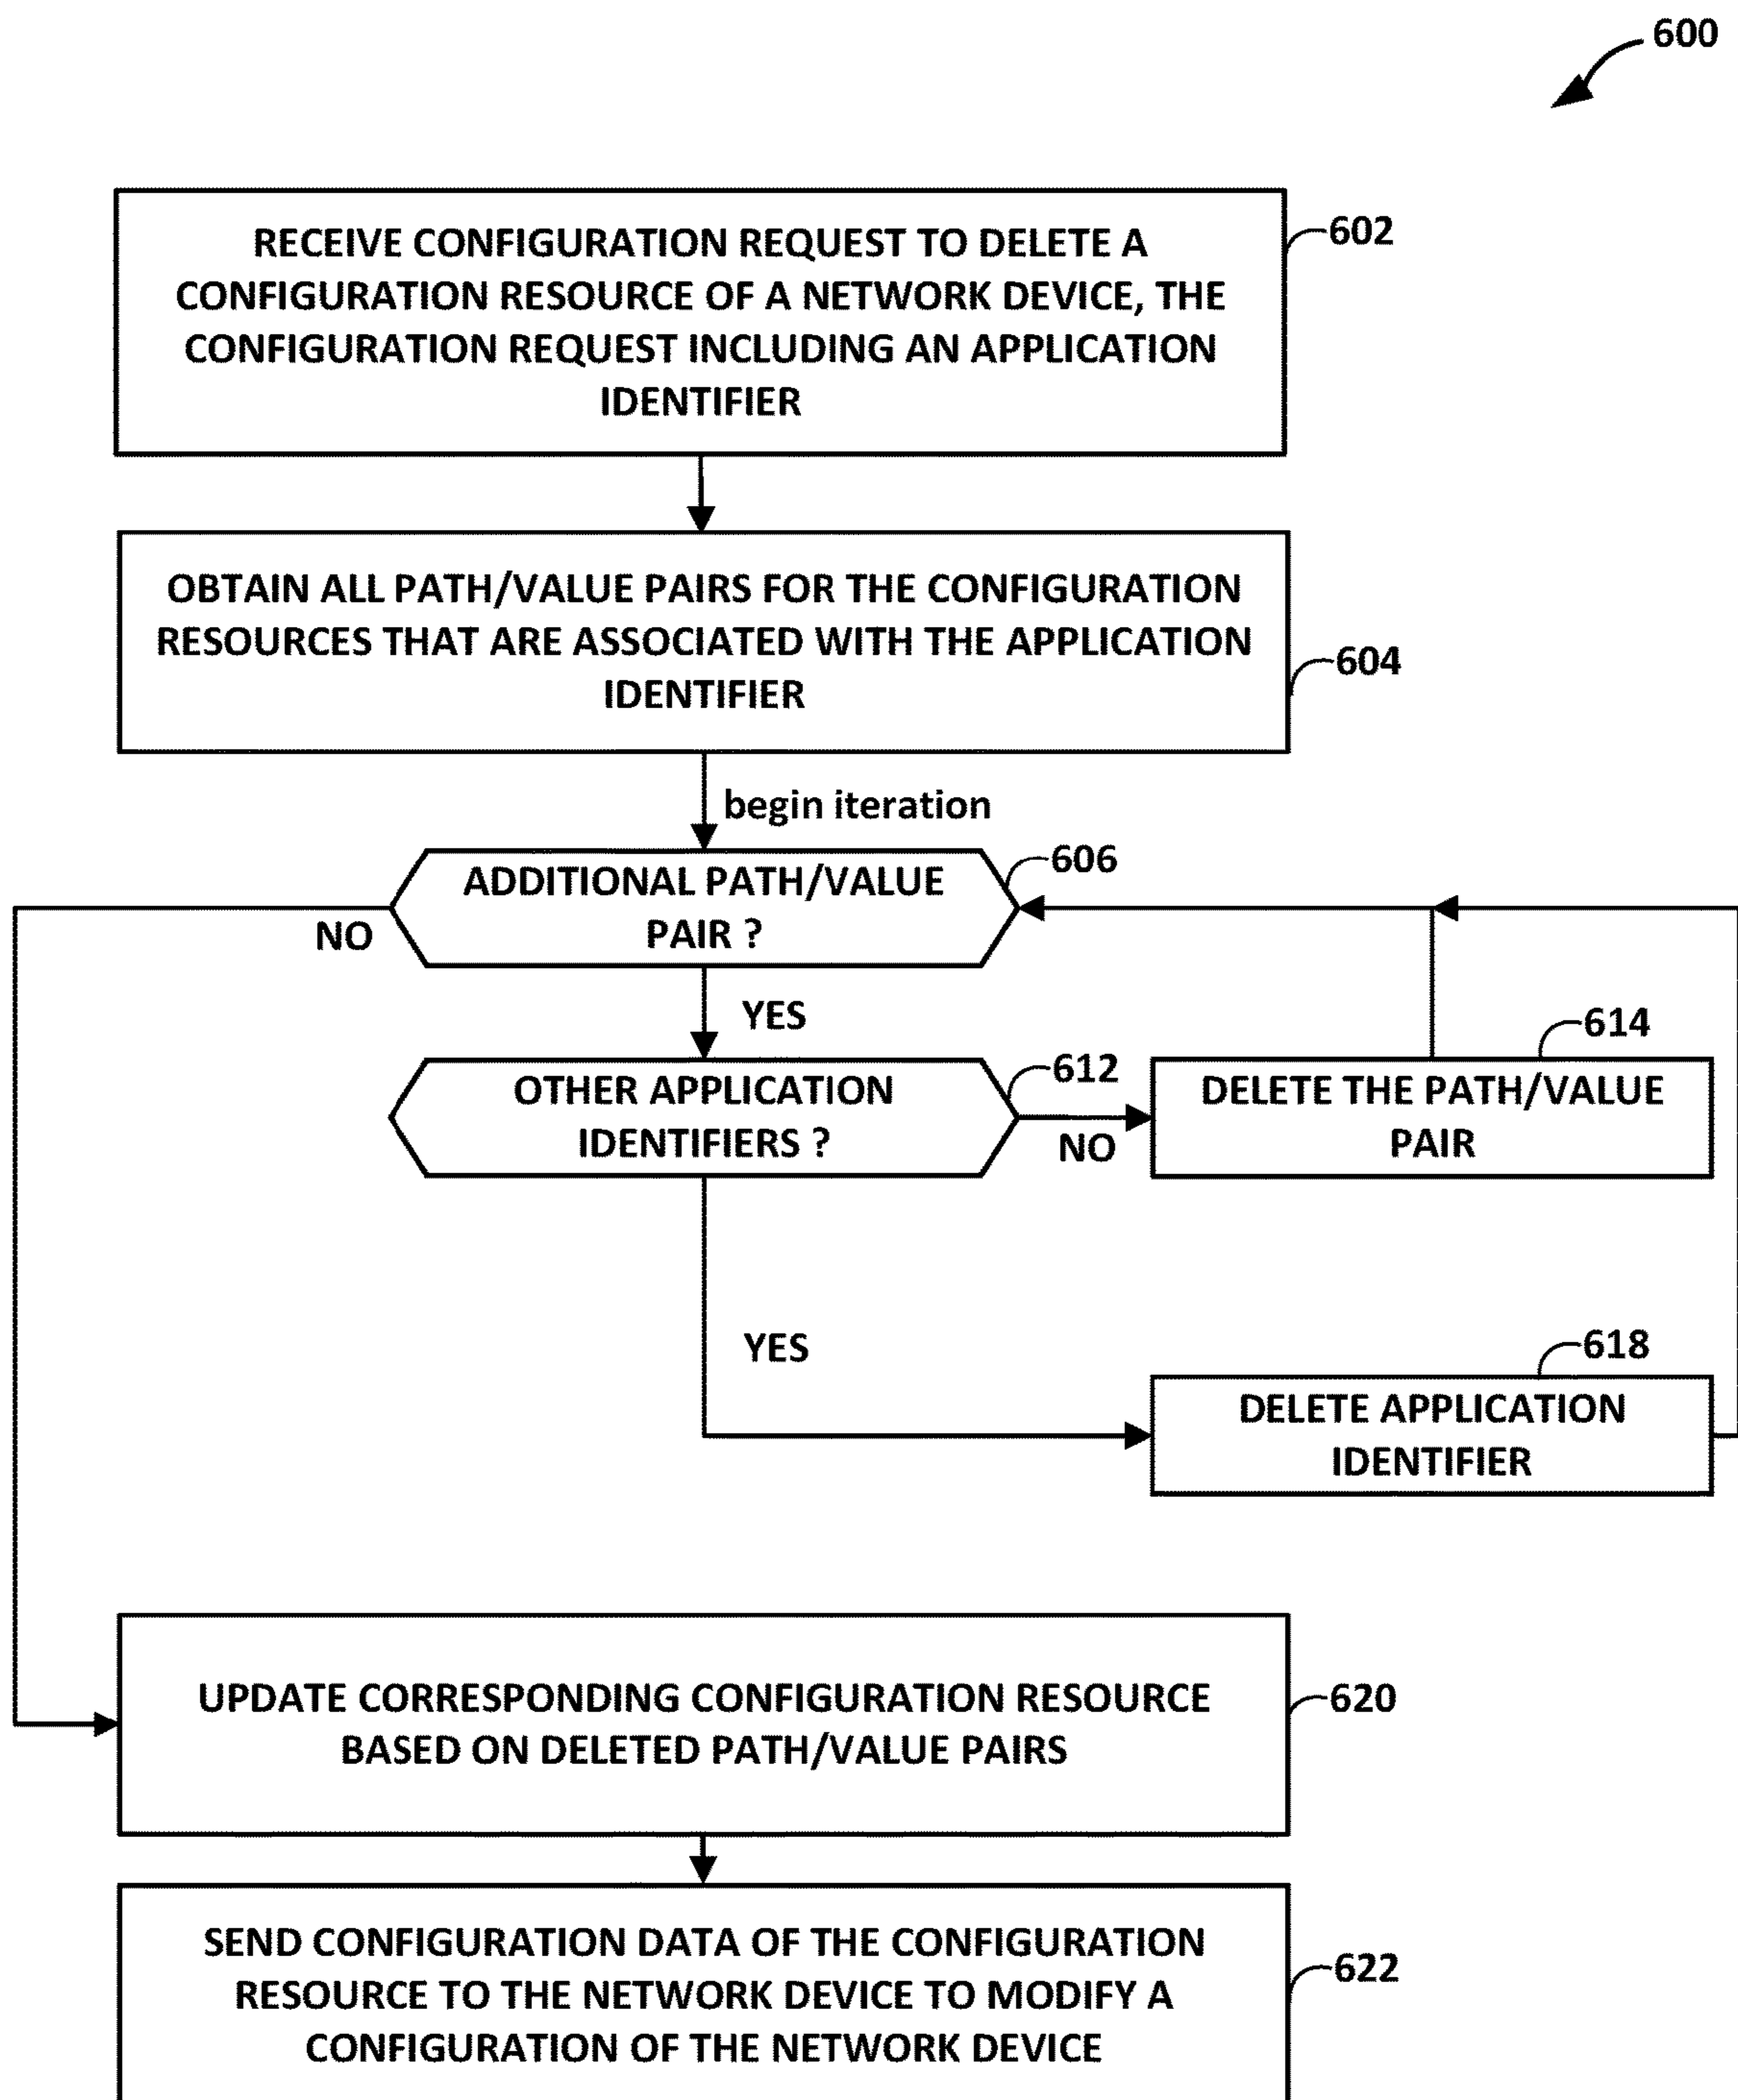 600
RECEIVE CONFIGURATION REQUEST TO DELETE A
CONFIGURATION RESOURCE OF A NETWORK DEVICE, THE
CONFIGURATION REQUEST INCLUDING AN APPLICATION
IDENTIFIER
602
OBTAIN ALL PATH/VALUE PAIRS FOR THE CONFIGURATION
RESOURCES THAT ARE ASSOCIATED WITH THE APPLICATION
IDENTIFIER
604
begin iteration
ADDITIONAL PATH/VALUE
PAIR ?
606
NO
YES
OTHER APPLICATION
IDENTIFIERS ?
612
NO
DELETE THE PATH/VALUE
PAIR
614
YES
DELETE APPLICATION
IDENTIFIER
618
UPDATE CORRESPONDING CONFIGURATION RESOURCE
BASED ON DELETED PATH/VALUE PAIRS
620
SEND CONFIGURATION DATA OF THE CONFIGURATION
RESOURCE TO THE NETWORK DEVICE TO MODIFY A
CONFIGURATION OF THE NETWORK DEVICE
622